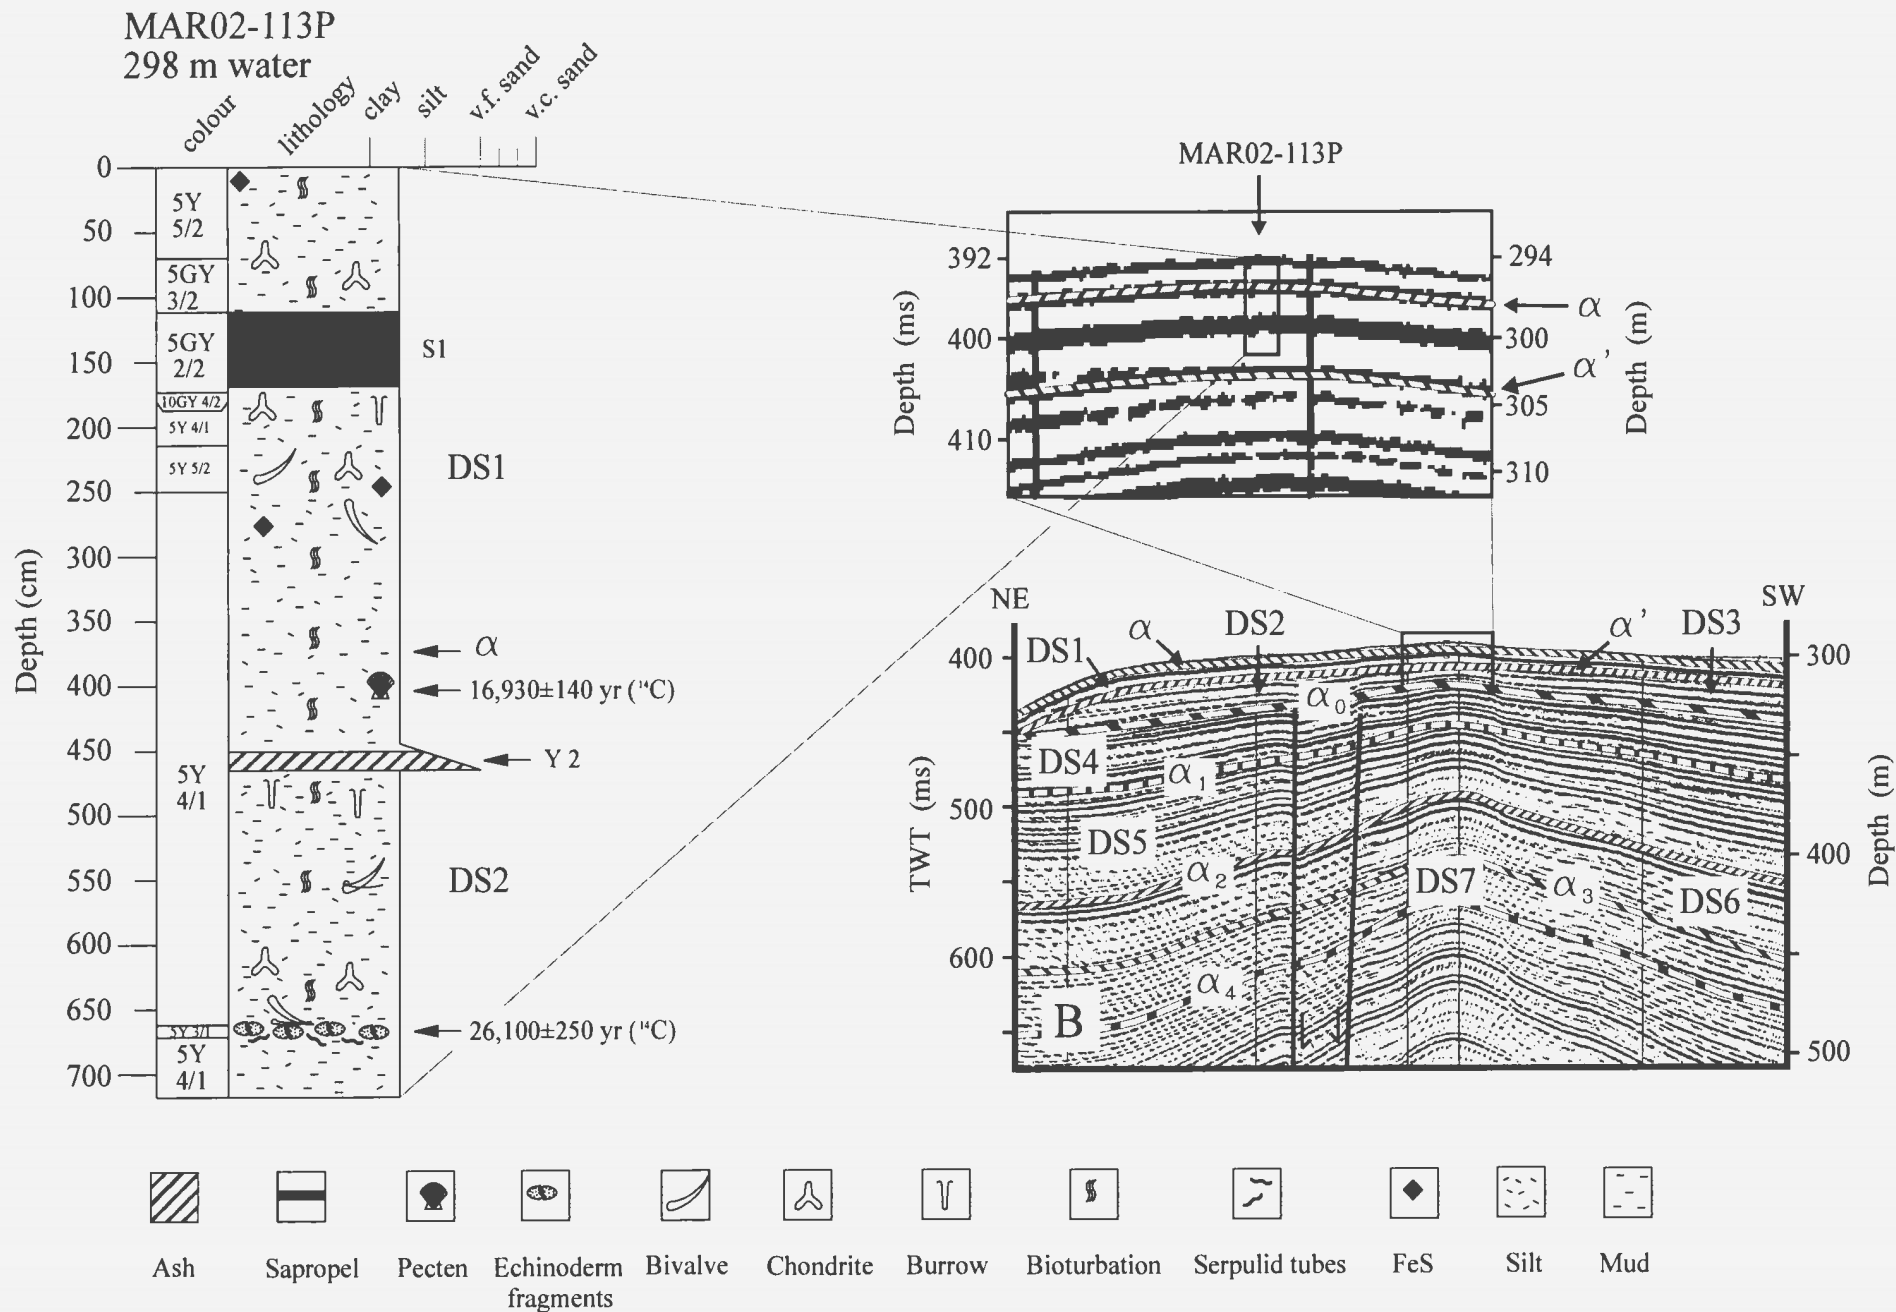 MAR02-113P
298 m water
colour
lithology
clay
silt
v.f. sand
v.c. sand
Depth (cm)
0
50
100
150
200
250
300
350
400
450
500
550
600
650
700
5Y
5/2
5GY
3/2
5GY
2/2
10GY 4/2
5Y 4/1
5Y 5/2
5Y
4/1
5Y 3/1
5Y
4/1
S1
DS1
α
16,930±140 yr (¹⁴C)
Y 2
DS2
26,100±250 yr (¹⁴C)
MAR02-113P
Depth (ms)
392
400
410
294
300
305
310
Depth (m)
α
α'
NE
SW
TWT (ms)
400
500
600
300
400
500
Depth (m)
DS1
α
DS2
α'
DS3
α₀
DS4
α₁
DS5
α₂
DS7
α₃
DS6
α₄
B
Ash
Sapropel
Pecten
Echinoderm
fragments
Bivalve
Chondrite
Burrow
Bioturbation
Serpulid tubes
FeS
Silt
Mud